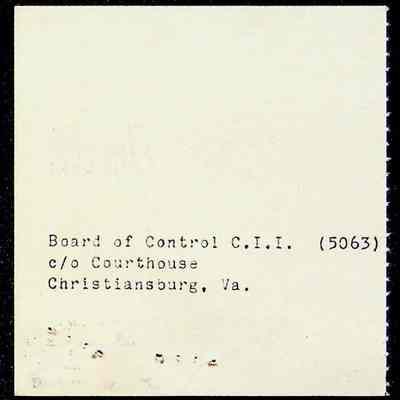 Board of Control C.I.I. (5063)
c/o Courthouse
Christiansburg, Va.